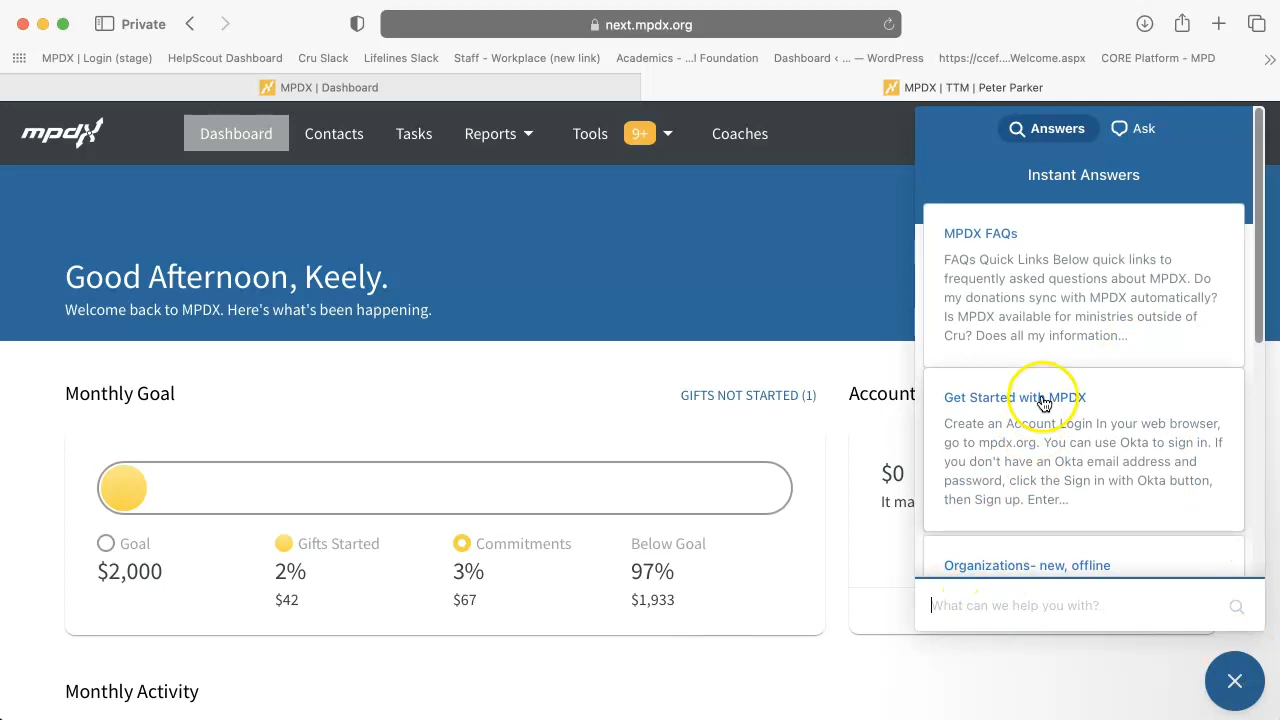 Private
next.mpdx.org
MPDX | Login (stage)
HelpScout Dashboard
Cru Slack
Lifelines Slack
Staff - Workplace (new link)
Academics - ...l Foundation
Dashboard ‹ ... — WordPress
https://ccef....Welcome.aspx
CORE Platform - MPD
MPDX | Dashboard
MPDX | TTM | Peter Parker
mpdx
Dashboard
Contacts
Tasks
Reports
Tools
9+
Coaches
Good Afternoon, Keely.
Welcome back to MPDX. Here's what's been happening.
Monthly Goal
GIFTS NOT STARTED (1)
Goal
$2,000
Gifts Started
2%
$42
Commitments
3%
$67
Below Goal
97%
$1,933
Monthly Activity
Account
$0
It ma
Answers
Ask
Instant Answers
MPDX FAQs
FAQs Quick Links Below quick links to
frequently asked questions about MPDX. Do
my donations sync with MPDX automatically?
Is MPDX available for ministries outside of
Cru? Does all my information...
Get Started with MPDX
Create an Account Login In your web browser,
go to mpdx.org. You can use Okta to sign in. If
you don't have an Okta email address and
password, click the Sign in with Okta button,
then Sign up. Enter...
Organizations- new, offline
What can we help you with?